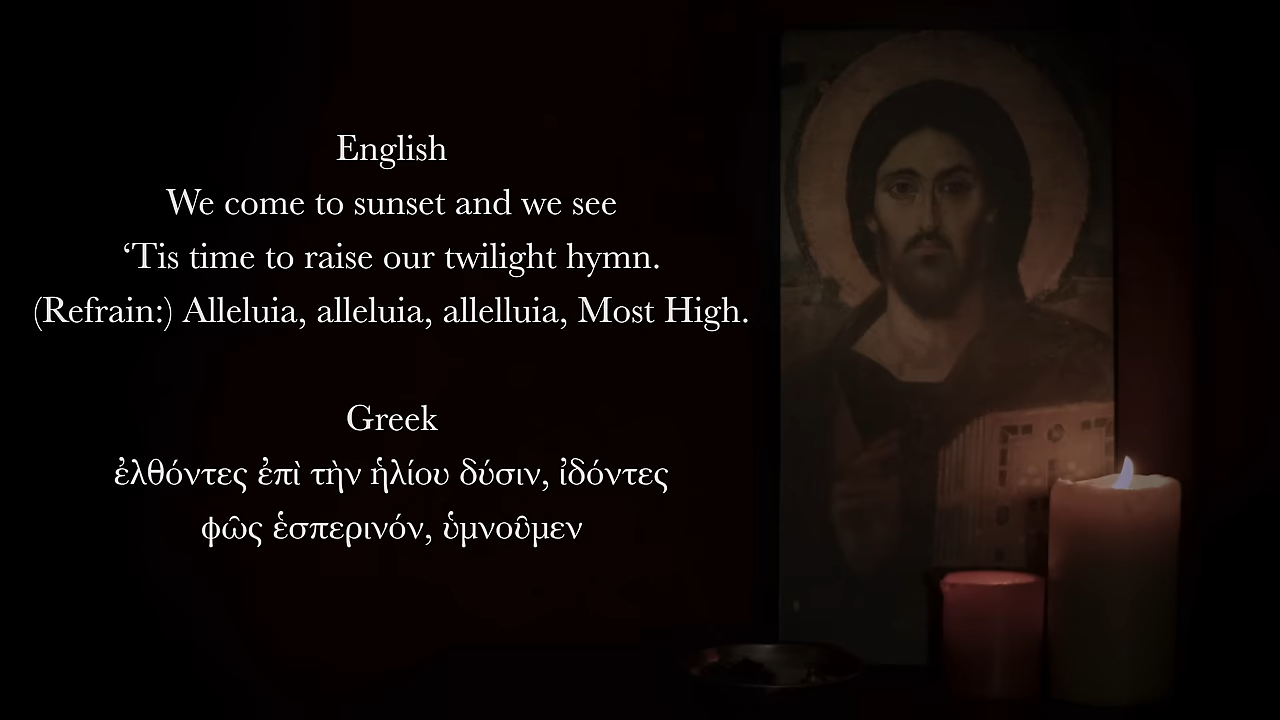 English
We come to sunset and we see
‘Tis time to raise our twilight hymn.
(Refrain:) Alleluia, alleluia, allelluia, Most High.
Greek
ἐλθόντες ἐπὶ τὴν ἡλίου δύσιν, ἰδόντες
φῶς ἑσπερινόν, ὑμνοῦμεν